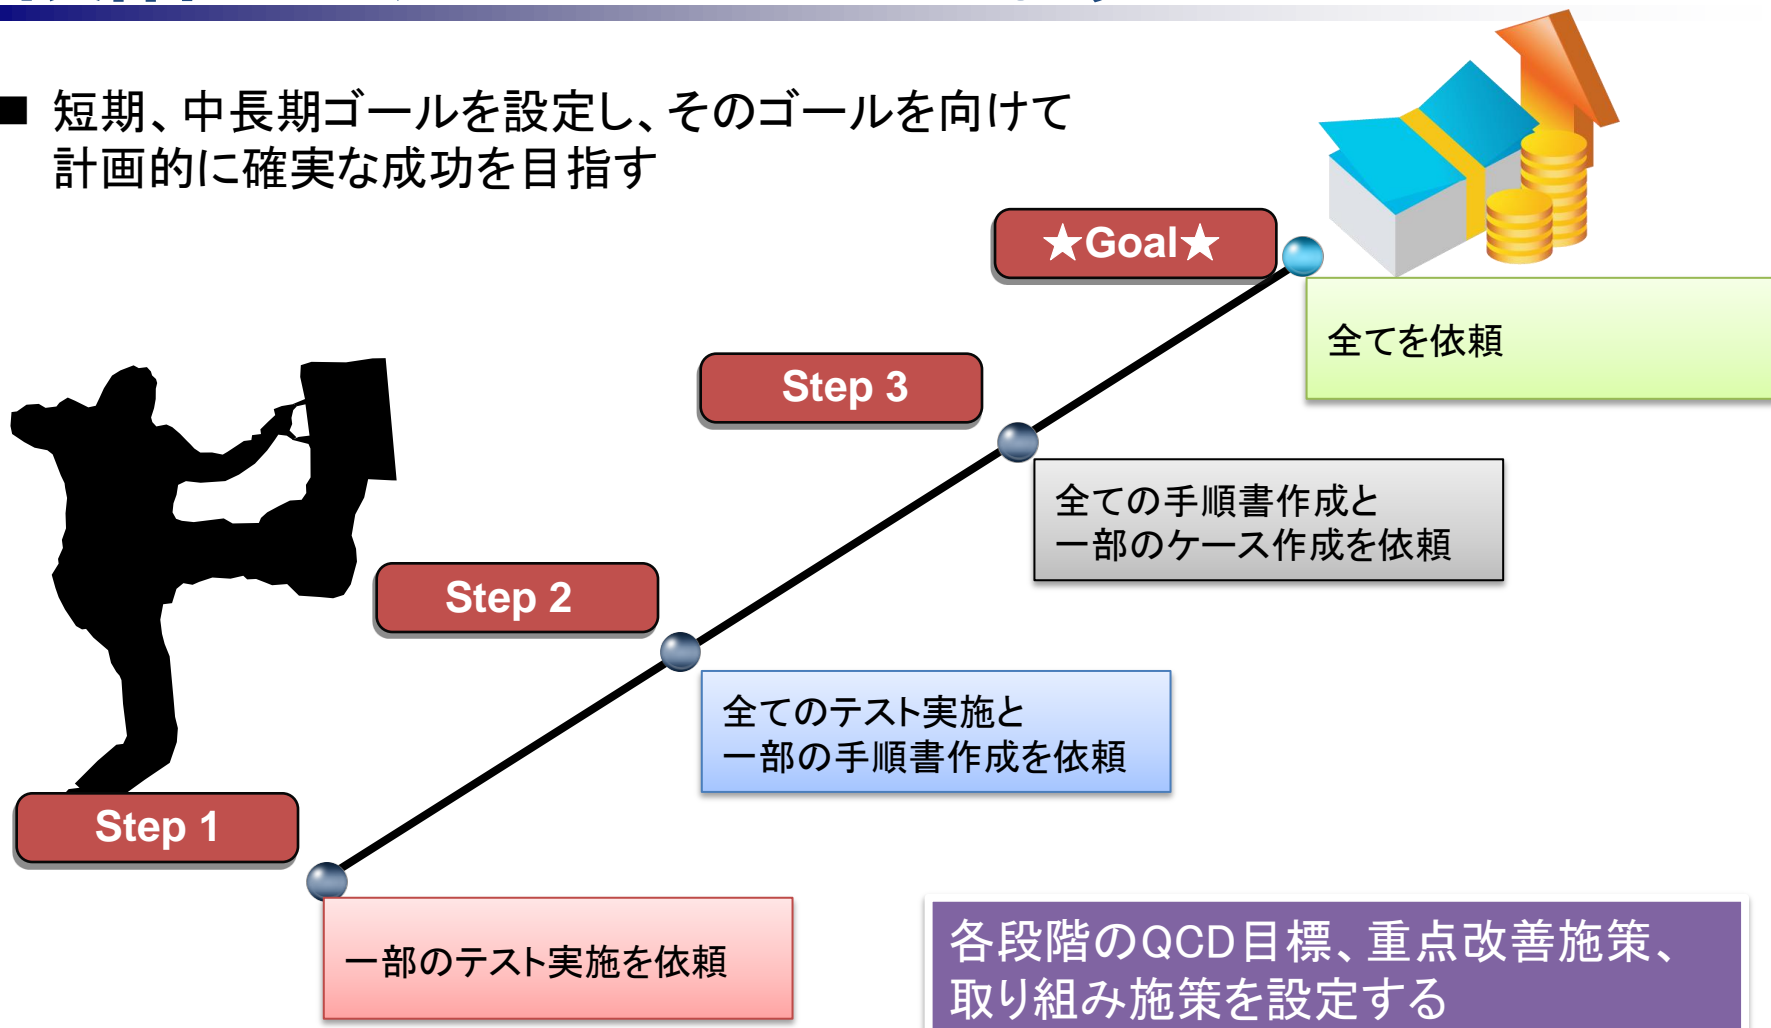 ■ 短期、中長期ゴールを設定し、そのゴールを向けて
計画的に確実な成功を目指す
★Goal★
全てを依頼
Step 3
全ての手順書作成と
一部のケース作成を依頼
Step 2
全てのテスト実施と
一部の手順書作成を依頼
Step 1
一部のテスト実施を依頼
各段階のQCD目標、重点改善施策、
取り組み施策を設定する